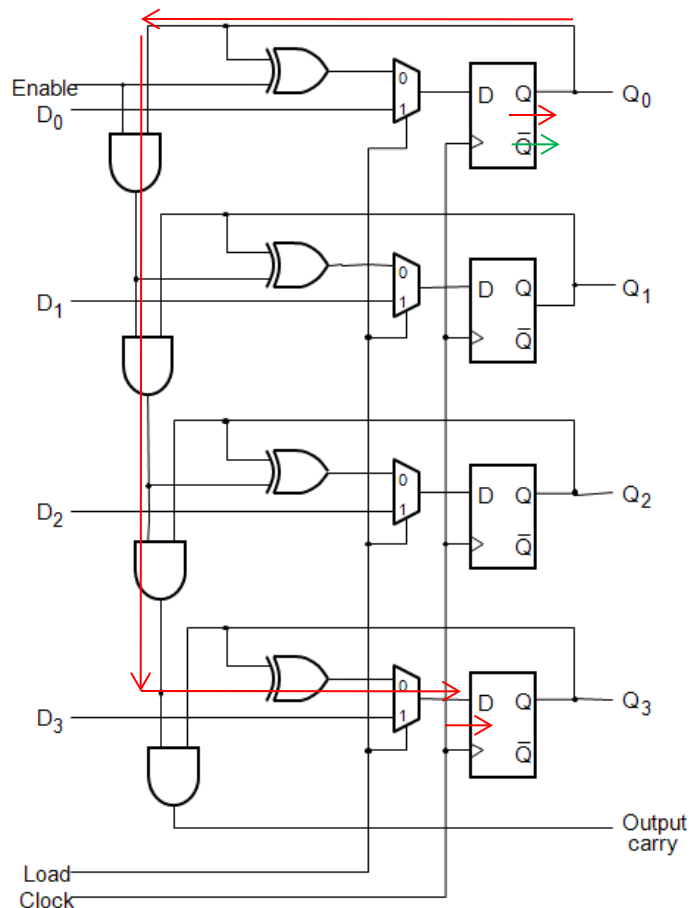 Enable
D0
0
1
D
Q
Q̅
Q0
D1
0
1
D
Q
Q̅
Q1
D2
0
1
D
Q
Q̅
Q2
D3
0
1
D
Q
Q̅
Q3
Output
carry
Load
Clock